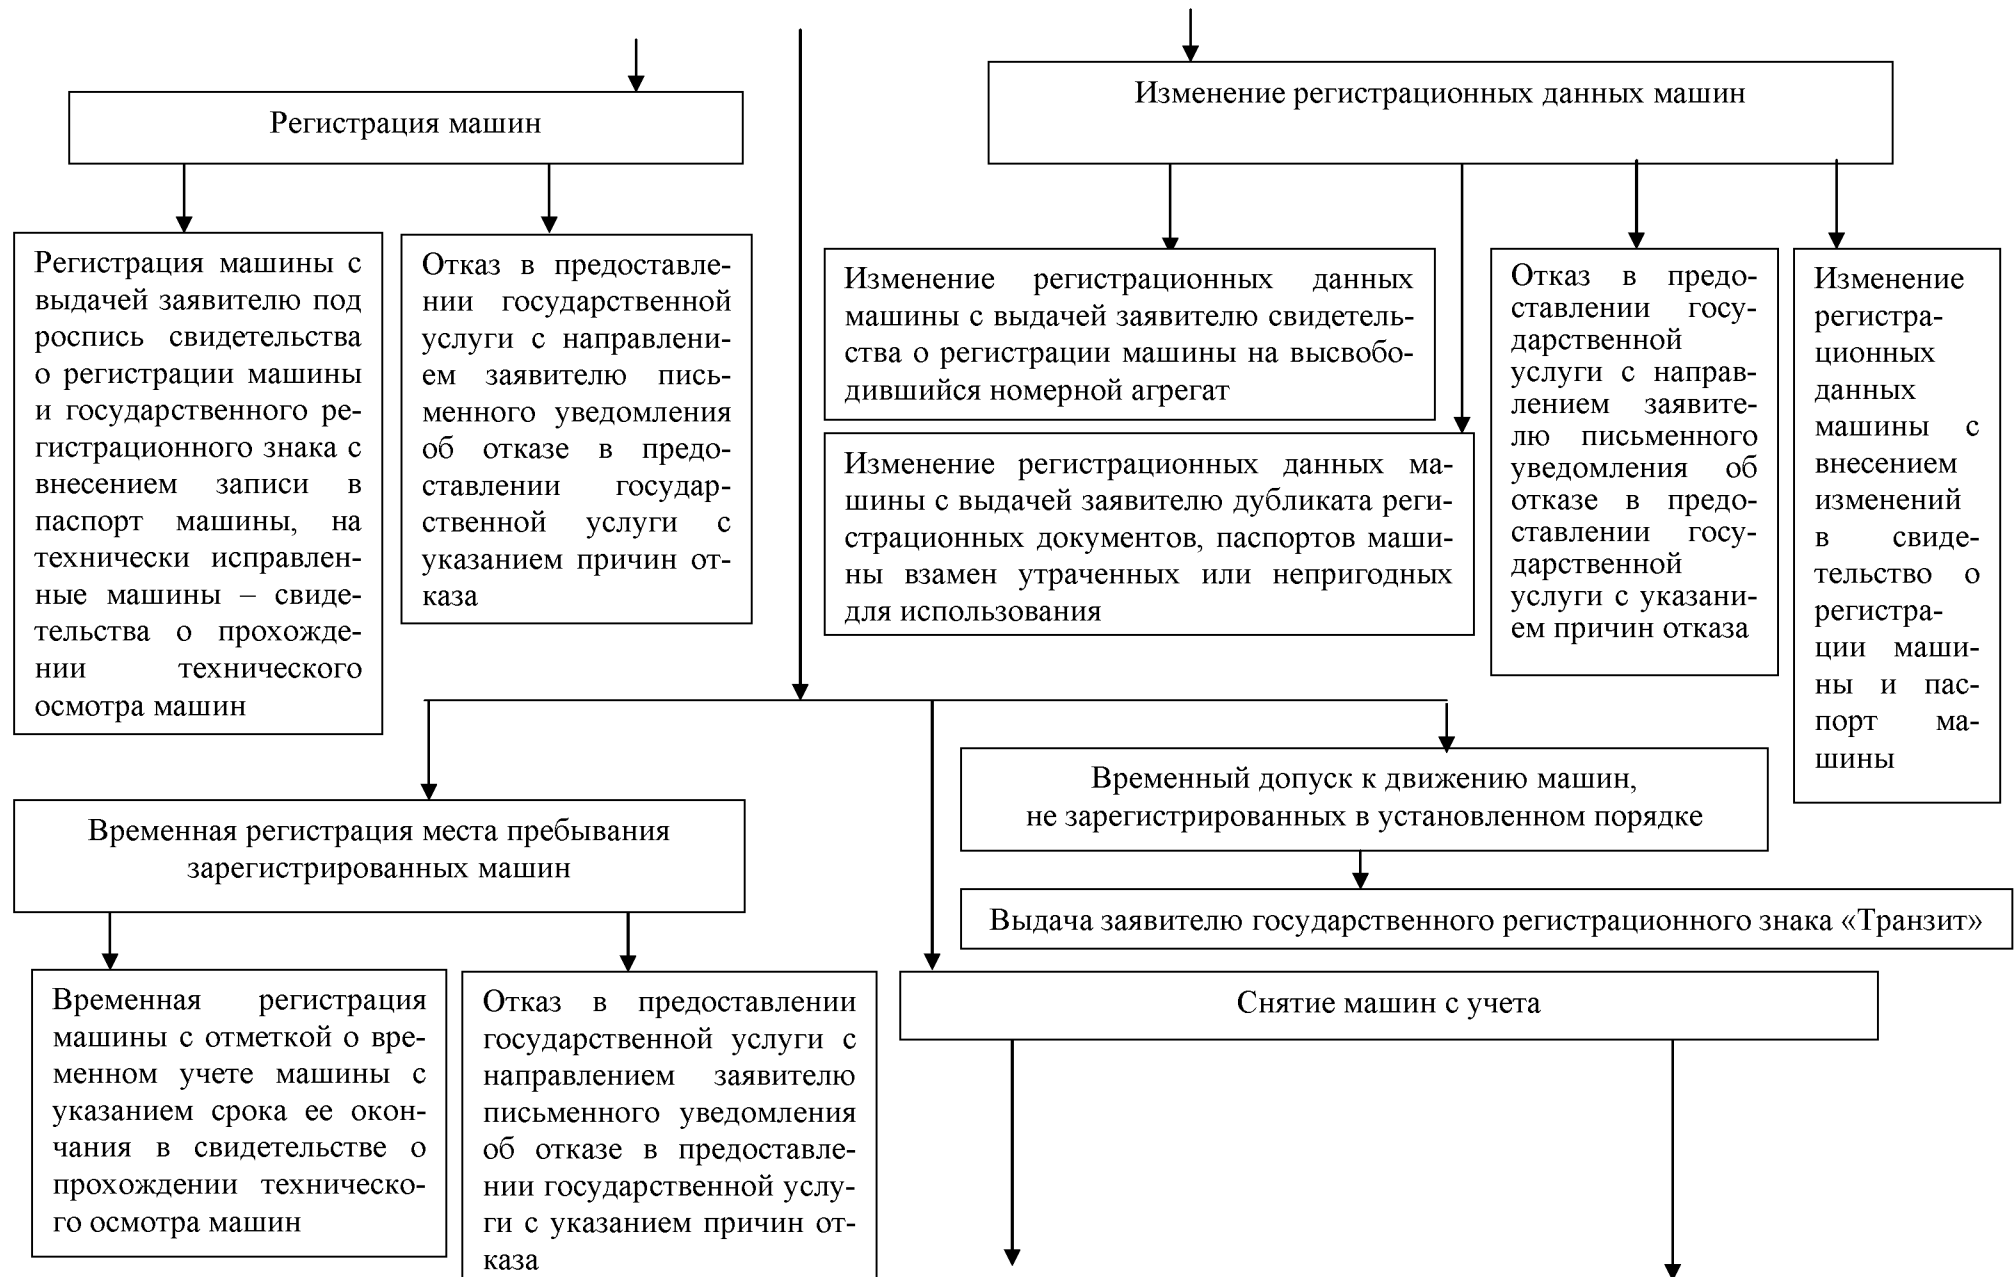 Регистрация машин
Изменение регистрационных данных машин
Регистрация машины с
выдачей заявителю под
роспись свидетельства
о регистрации машины
и государственного ре-
гистрационного знака с
внесением записи в
паспорт машины, на
технически исправлен-
ные машины – свиде-
тельства о прохожде-
нии технического
осмотра машин
Отказ в предоставле-
нии государственной
услуги с направлени-
ем заявителю пись-
менного уведомления
об отказе в предо-
ставлении государ-
ственной услуги с
указанием причин от-
каза
Изменение регистрационных данных
машины с выдачей заявителю свидетель-
ства о регистрации машины на высвобо-
дившийся номерной агрегат
Изменение регистрационных данных ма-
шины с выдачей заявителю дубликата реги-
страционных документов, паспортов маши-
ны взамен утраченных или непригодных
для использования
Отказ в предо-
ставлении госу-
дарственной
услуги с направ-
лением заявите-
лю письменного
уведомления об
отказе в предо-
ставлении госу-
дарственной
услуги с указани-
ем причин отказа
Изменение
регистра-
ционных
данных
машины с
внесением
изменений
в свиде-
тельство о
регистра-
ции маши-
ны и пас-
порт ма-
шины
Временная регистрация места пребывания
зарегистрированных машин
Временный допуск к движению машин,
не зарегистрированных в установленном порядке
Выдача заявителю государственного регистрационного знака «Транзит»
Временная регистрация
машины с отметкой о вре-
менном учете машины с
указанием срока ее окон-
чания в свидетельстве о
прохождении техническо-
го осмотра машин
Отказ в предоставлении
государственной услуги с
направлением заявителю
письменного уведомления
об отказе в предоставле-
нии государственной услу-
ги с указанием причин от-
каза
Снятие машин с учета